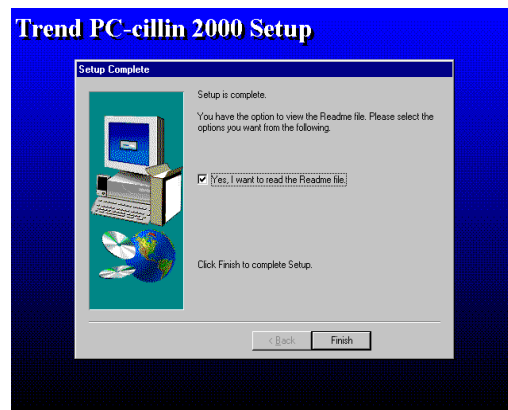 Trend PC-cillin 2000 Setup
Setup Complete
Setup is complete.
You have the option to view the Readme file. Please select the
options you want from the following.
Yes, I want to read the Readme file.
Click Finish to complete Setup.
< Back
Finish